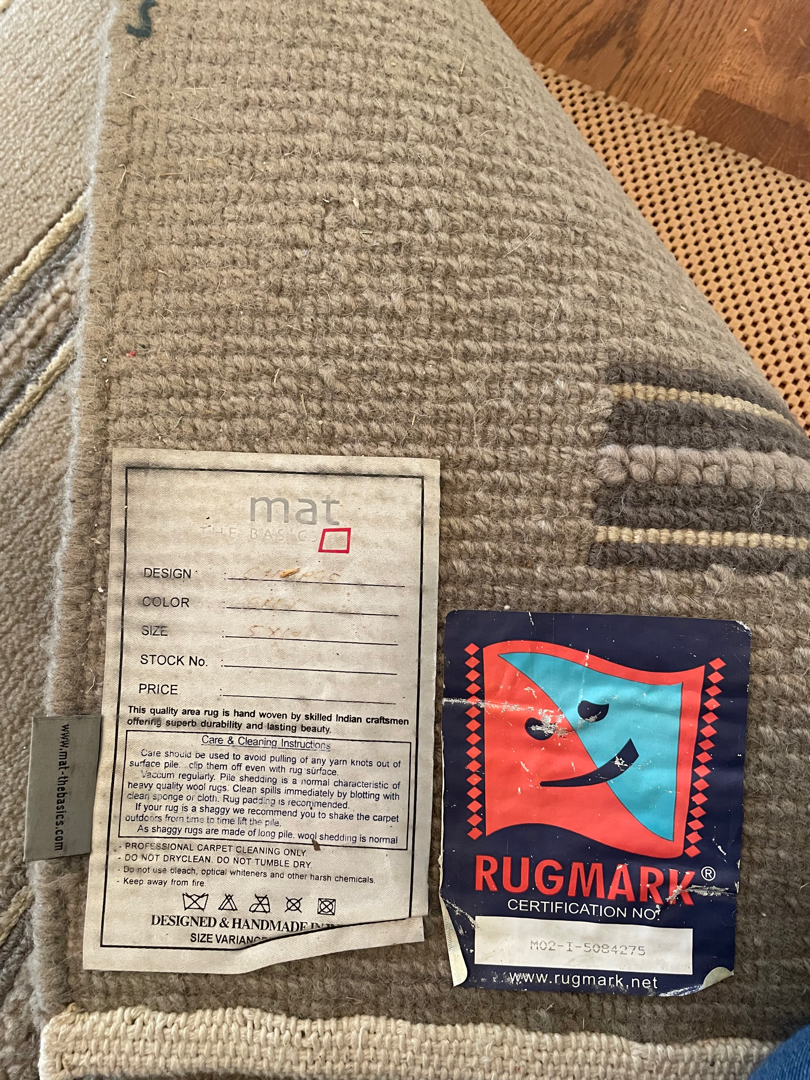 mat
THE BASICS
DESIGN :
COLOR :
SIZE :
STOCK No. :
PRICE :
This quality area rug is hand woven by skilled Indian craftsmen
offering superb durability and lasting beauty.
Care & Cleaning Instructions
Care should be used to avoid pulling of any yarn knots out of
surface pile. clip them off even with rug surface.
Vaccum regularly. Pile shedding is a normal characteristic of
heavy quality wool rugs. Clean spills immediately by blotting with
clean sponge or cloth. Rug padding is recommended.
If your rug is a shaggy we recommend you to shake the carpet
outdoors from time to time lift the pile.
As shaggy rugs are made of long pile. wool shedding is normal
- PROFESSIONAL CARPET CLEANING ONLY
- DO NOT DRYCLEAN. DO NOT TUMBLE DRY.
- Do not use bleach, optical whiteners and other harsh chemicals.
- Keep away from fire.
DESIGNED & HANDMADE IN
SIZE VARIANCE
www.mat-thebasics.com
RUGMARK®
CERTIFICATION NO.
M02-I-5084275
www.rugmark.net